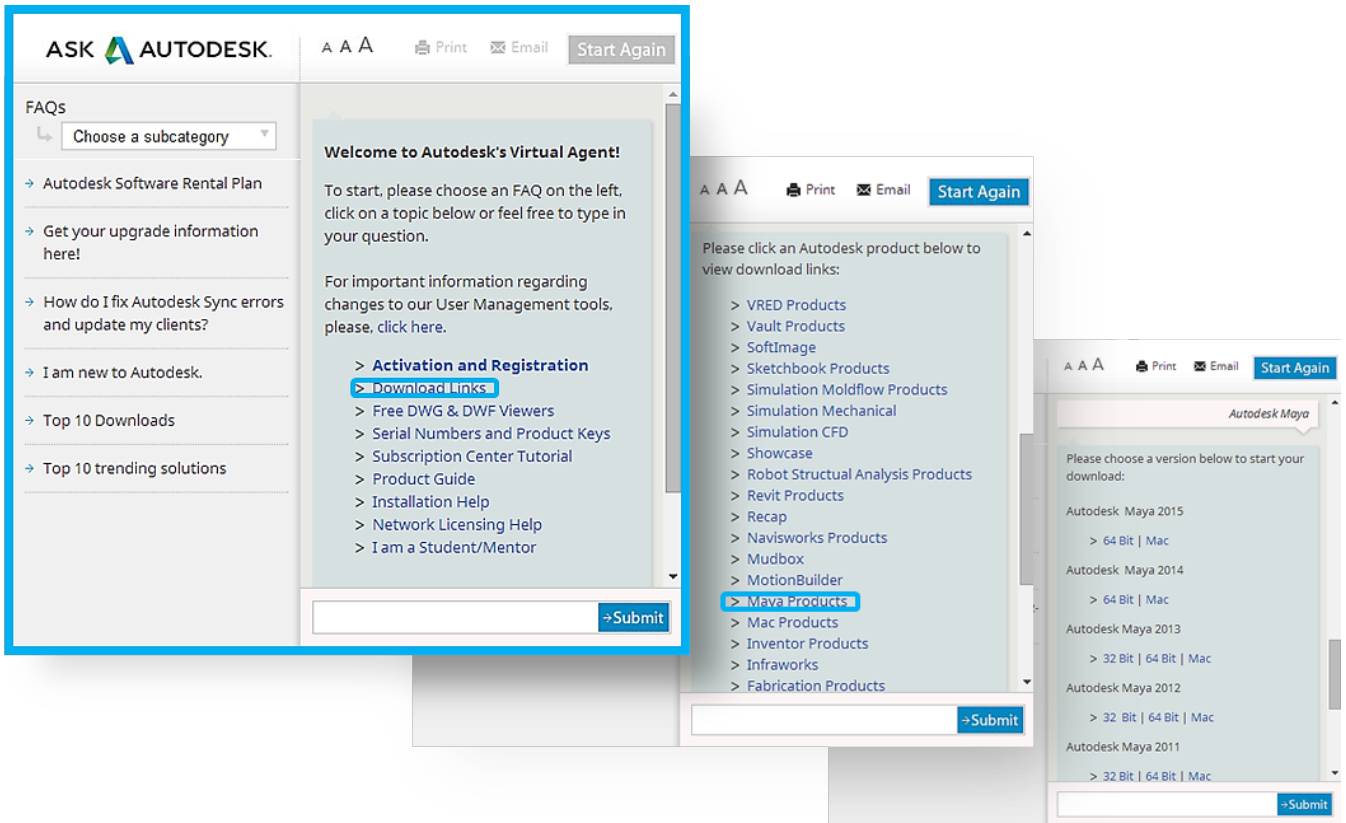 ASK AUTODESK.
A A A
Print
Email
Start Again
FAQs
Choose a subcategory
Autodesk Software Rental Plan
Get your upgrade information
here!
How do I fix Autodesk Sync errors
and update my clients?
I am new to Autodesk.
Top 10 Downloads
Top 10 trending solutions
Welcome to Autodesk's Virtual Agent!
To start, please choose an FAQ on the left,
click on a topic below or feel free to type in
your question.
For important information regarding
changes to our User Management tools,
please, click here.
> Activation and Registration
> Download Links
> Free DWG & DWF Viewers
> Serial Numbers and Product Keys
> Subscription Center Tutorial
> Product Guide
> Installation Help
> Network Licensing Help
> I am a Student/Mentor
Submit
A A A
Print
Email
Start Again
Please click an Autodesk product below to
view download links:
> VRED Products
> Vault Products
> SoftImage
> Sketchbook Products
> Simulation Moldflow Products
> Simulation Mechanical
> Simulation CFD
> Showcase
> Robot Structual Analysis Products
> Revit Products
> Recap
> Navisworks Products
> Mudbox
> MotionBuilder
> Maya Products
> Mac Products
> Inventor Products
> Infraworks
> Fabrication Products
Submit
A A A
Print
Email
Start Again
Autodesk Maya
Please choose a version below to start your
download:
Autodesk Maya 2015
> 64 Bit | Mac
Autodesk Maya 2014
> 64 Bit | Mac
Autodesk Maya 2013
> 32 Bit | 64 Bit | Mac
Autodesk Maya 2012
> 32 Bit | 64 Bit | Mac
Autodesk Maya 2011
> 32 Bit | 64 Bit | Mac
Submit